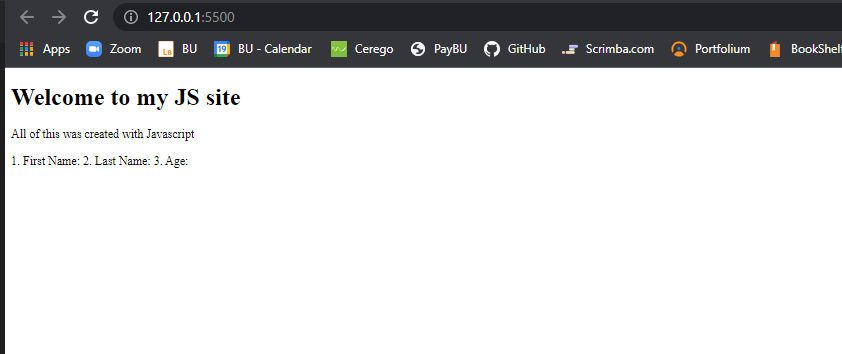 127.0.0.1:5500
Apps Zoom BU BU - Calendar Cerego PayBU GitHub Scrimba.com Portfolium BookShel
Welcome to my JS site
All of this was created with Javascript
1. First Name: 2. Last Name: 3. Age: